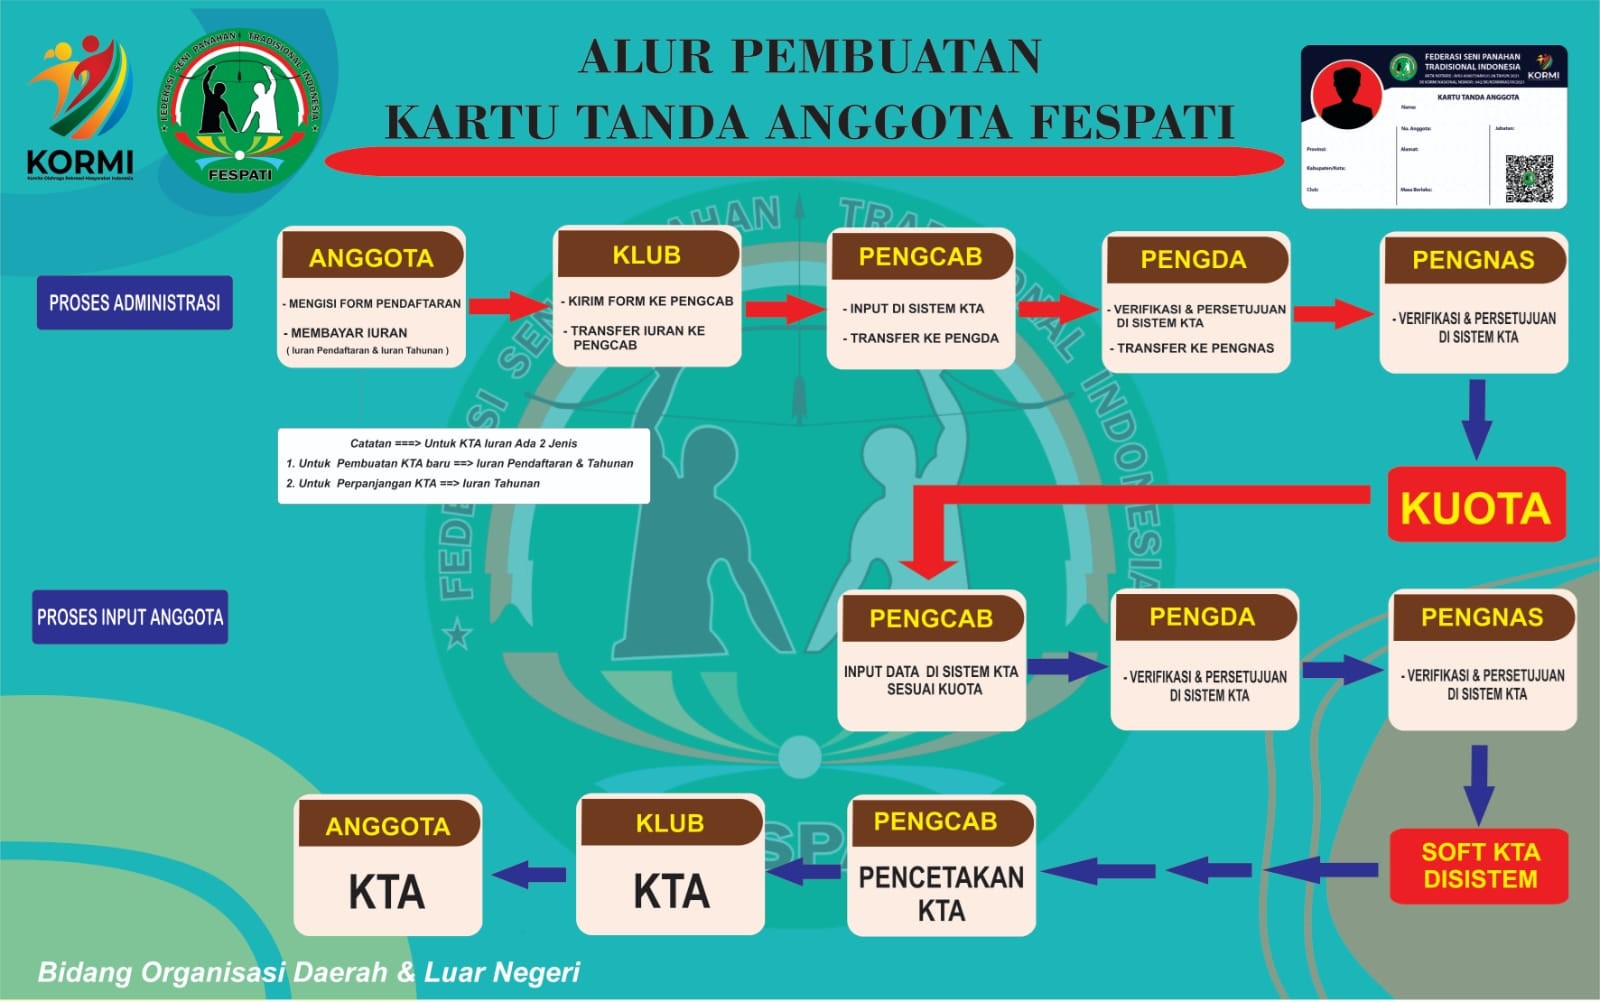 KORMI
Komite Olahraga Rekreasi Masyarakat Indonesia
FEDERASI SENI PANAHAN TRADISIONAL INDONESIA
FESPATI
ALUR PEMBUATAN
KARTU TANDA ANGGOTA FESPATI
FEDERASI SENI PANAHAN
TRADISIONAL INDONESIA
KORMI
KARTU TANDA ANGGOTA
Nama:
No. Anggota:
Jabatan:
Provinsi:
Alamat:
Kabupaten/Kota:
Club:
Masa Berlaku:
PROSES ADMINISTRASI
ANGGOTA
- MENGISI FORM PENDAFTARAN
- MEMBAYAR IURAN
( Iuran Pendaftaran & Iuran Tahunan )
KLUB
- KIRIM FORM KE PENGCAB
- TRANSFER IURAN KE
PENGCAB
PENGCAB
- INPUT DI SISTEM KTA
- TRANSFER KE PENGDA
PENGDA
- VERIFIKASI & PERSETUJUAN
DI SISTEM KTA
- TRANSFER KE PENGNAS
PENGNAS
- VERIFIKASI & PERSETUJUAN
DI SISTEM KTA
Catatan ===> Untuk KTA Iuran Ada 2 Jenis
1. Untuk Pembuatan KTA baru ==> Iuran Pendaftaran & Tahunan
2. Untuk Perpanjangan KTA ==> Iuran Tahunan
KUOTA
PROSES INPUT ANGGOTA
PENGCAB
INPUT DATA DI SISTEM KTA
SESUAI KUOTA
PENGDA
- VERIFIKASI & PERSETUJUAN
DI SISTEM KTA
PENGNAS
- VERIFIKASI & PERSETUJUAN
DI SISTEM KTA
SOFT KTA
DISISTEM
PENGCAB
PENCETAKAN
KTA
KLUB
KTA
ANGGOTA
KTA
Bidang Organisasi Daerah & Luar Negeri